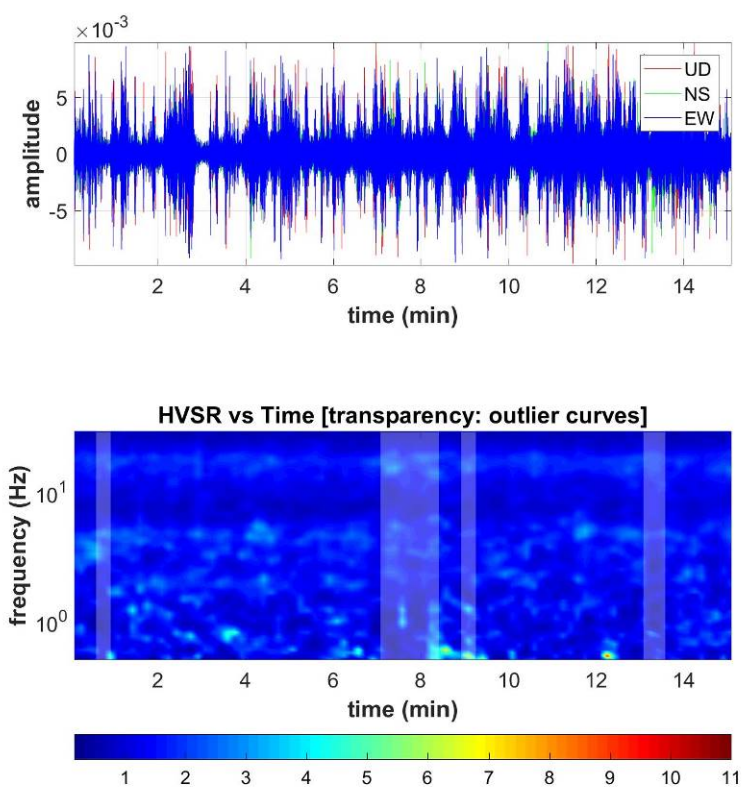 ×10⁻³
5
0
-5
amplitude
UD
NS
EW
2 4 6 8 10 12 14
time (min)
HVSR vs Time [transparency: outlier curves]
10¹
10⁰
frequency (Hz)
2 4 6 8 10 12 14
time (min)
1 2 3 4 5 6 7 8 9 10 11